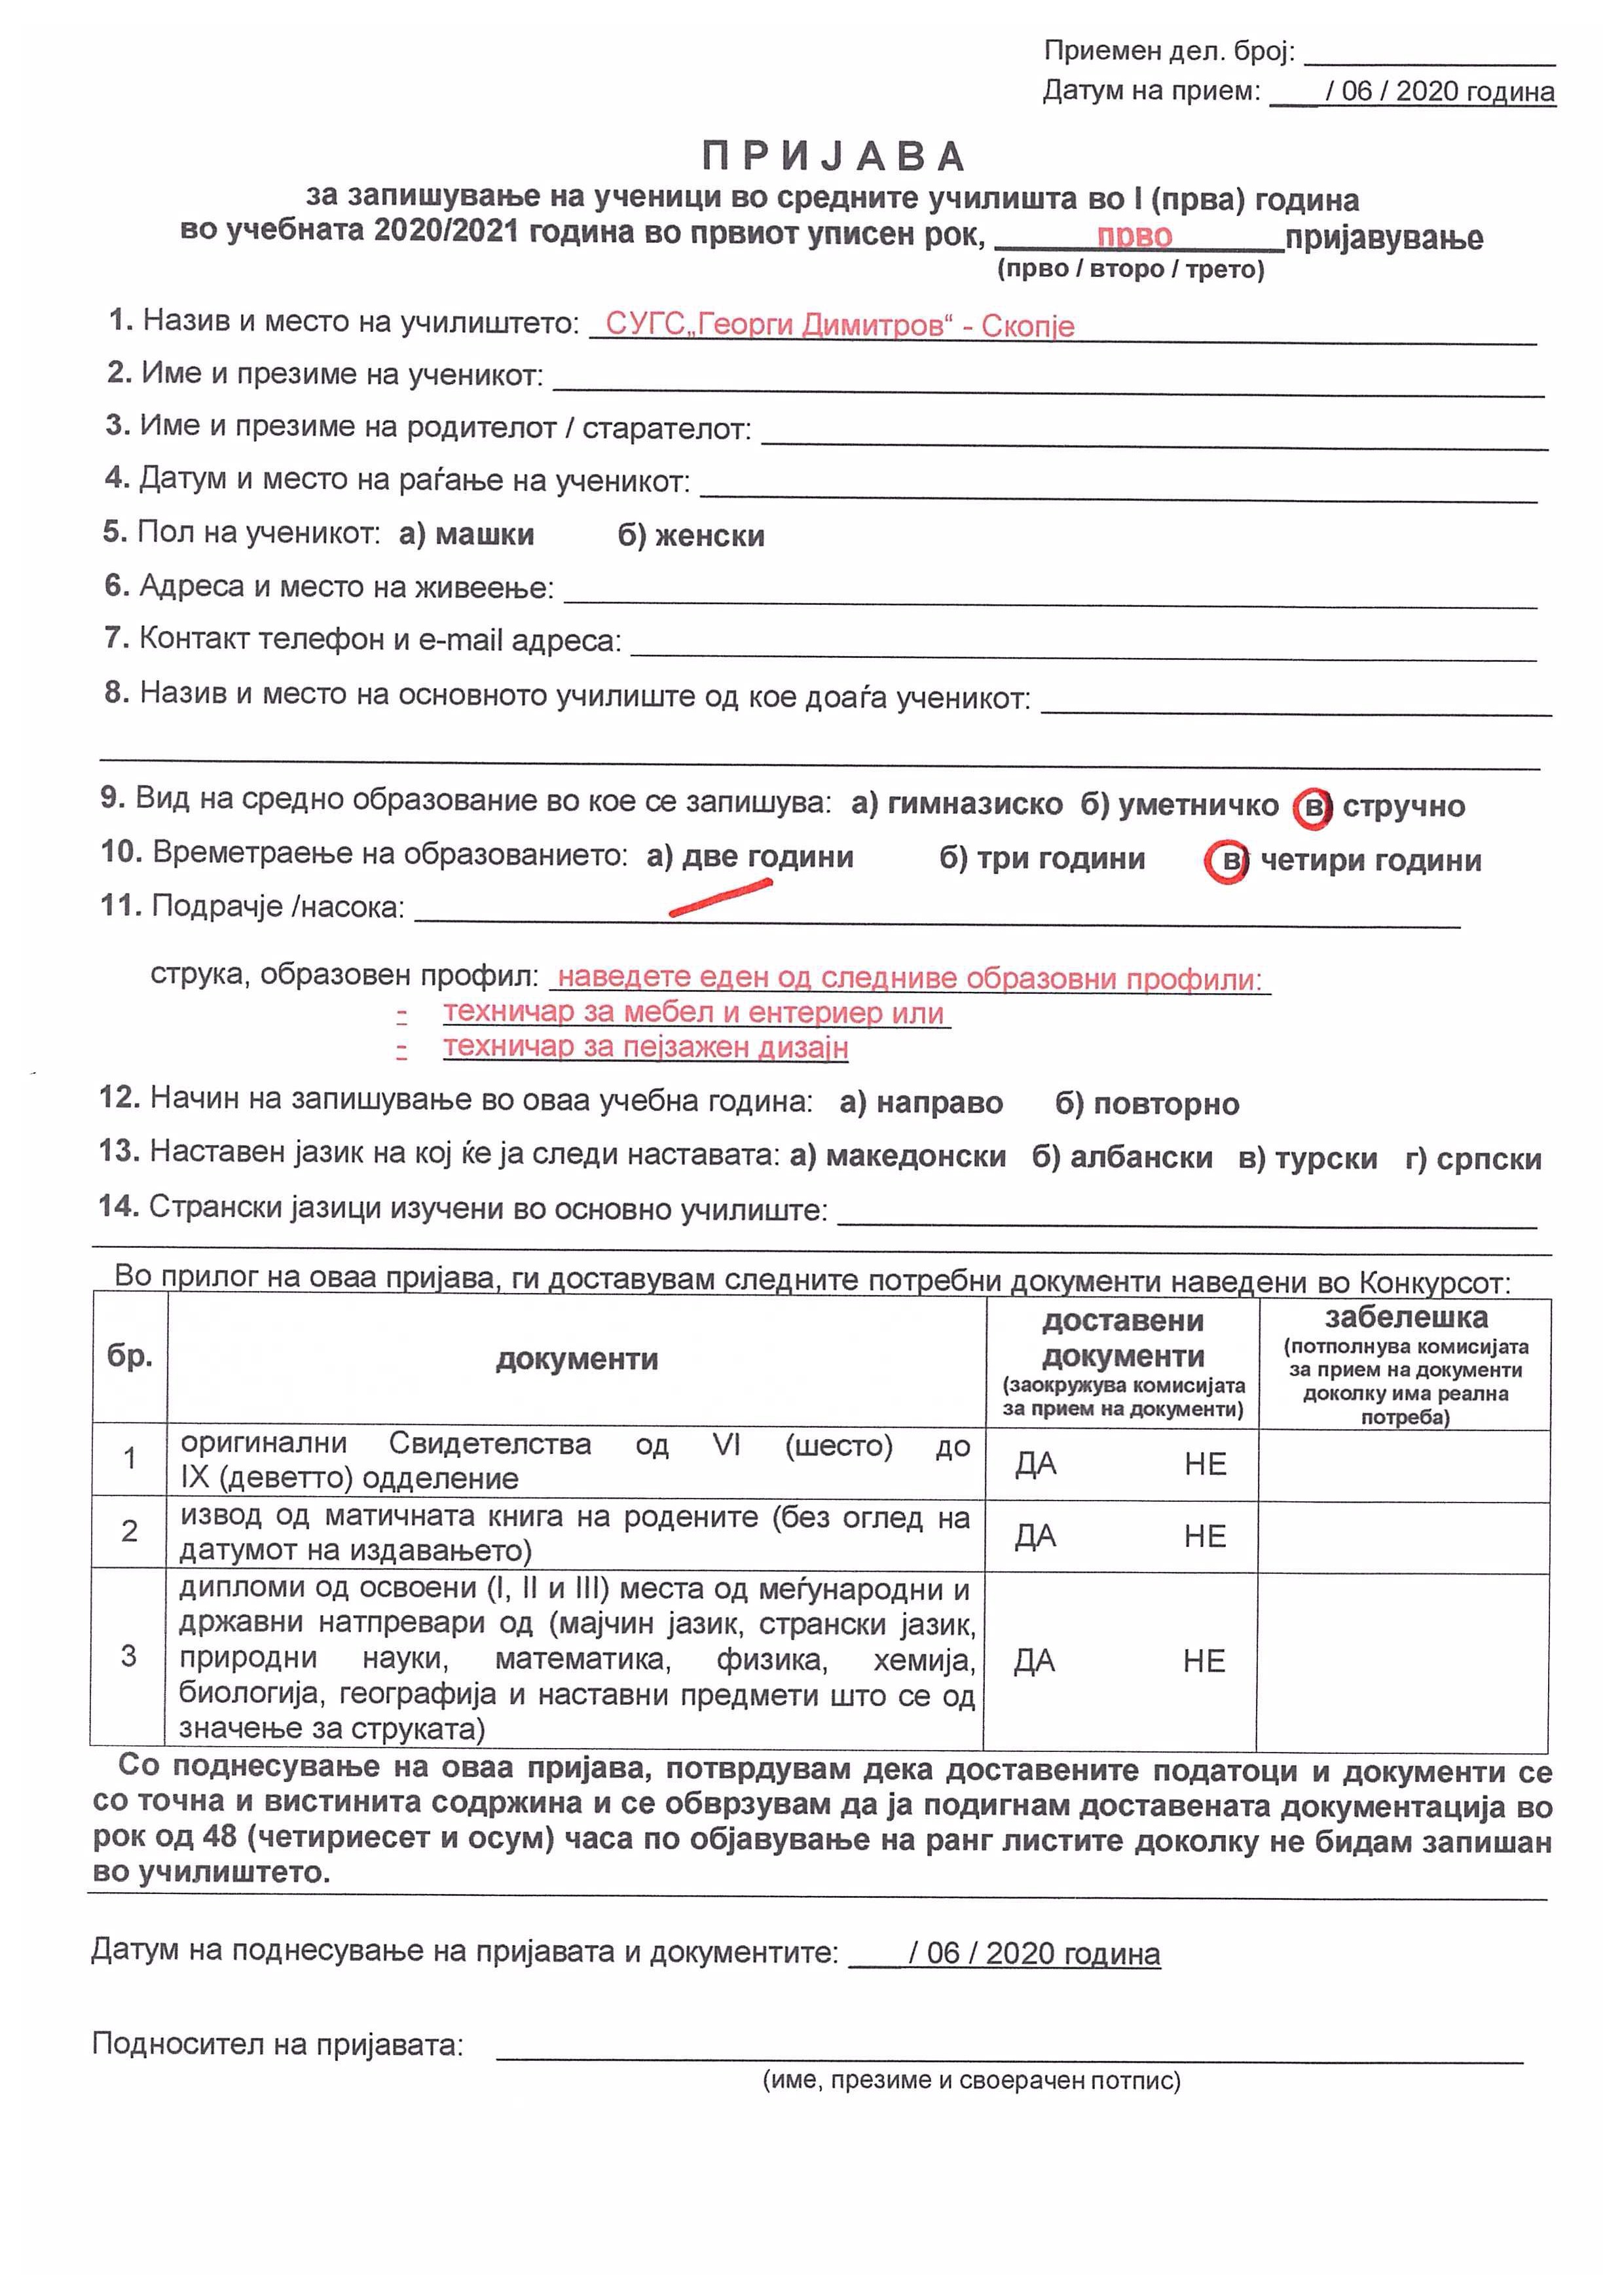 Приемен дел. број: _______________
Датум на прием: ___ / 06 / 2020 година
П Р И Ј А В А
за запишување на ученици во средните училишта во I (прва) година
во учебната 2020/2021 година во првиот уписен рок, ______прво______пријавување
(прво / второ / трето)
1. Назив и место на училиштето: СУГС„Георги Димитров“ - Скопје
2. Име и презиме на ученикот: _______________
3. Име и презиме на родителот / старателот: _______________
4. Датум и место на раѓање на ученикот: _______________
5. Пол на ученикот: а) машки б) женски
6. Адреса и место на живеење: _______________
7. Контакт телефон и e-mail адреса: _______________
8. Назив и место на основното училиште од кое доаѓа ученикот: _______________
9. Вид на средно образование во кое се запишува: а) гимназиско б) уметничко в) стручно
10. Времетраење на образованието: а) две години б) три години в) четири години
11. Подрачје /насока: _______________
струка, образовен профил: наведете еден од следниве образовни профили:
- техничар за мебел и ентериер или
- техничар за пејзажен дизајн
12. Начин на запишување во оваа учебна година: а) направо б) повторно
13. Наставен јазик на кој ќе ја следи наставата: а) македонски б) албански в) турски г) српски
14. Странски јазици изучени во основно училиште: _______________
Во прилог на оваа пријава, ги доставувам следните потребни документи наведени во Конкурсот:
бр.
документи
доставени
документи
(заокружува комисијата
за прием на документи)
забелешка
(потполнува комисијата
за прием на документи
доколку има реална
потреба)
1
оригинални Свидетелства од VI (шесто) до
IX (деветто) одделение
ДА НЕ
2
извод од матичната книга на родените (без оглед на
датумот на издавањето)
ДА НЕ
3
дипломи од освоени (I, II и III) места од меѓународни и
државни натпревари од (мајчин јазик, странски јазик,
природни науки, математика, физика, хемија,
биологија, географија и наставни предмети што се од
значење за струката)
ДА НЕ
Со поднесување на оваа пријава, потврдувам дека доставените податоци и документи се
со точна и вистинита содржина и се обврзувам да ја подигнам доставената документација во
рок од 48 (четириесет и осум) часа по објавување на ранг листите доколку не бидам запишан
во училиштето.
Датум на поднесување на пријавата и документите: ___ / 06 / 2020 година
Подносител на пријавата: _______________
(име, презиме и своерачен потпис)